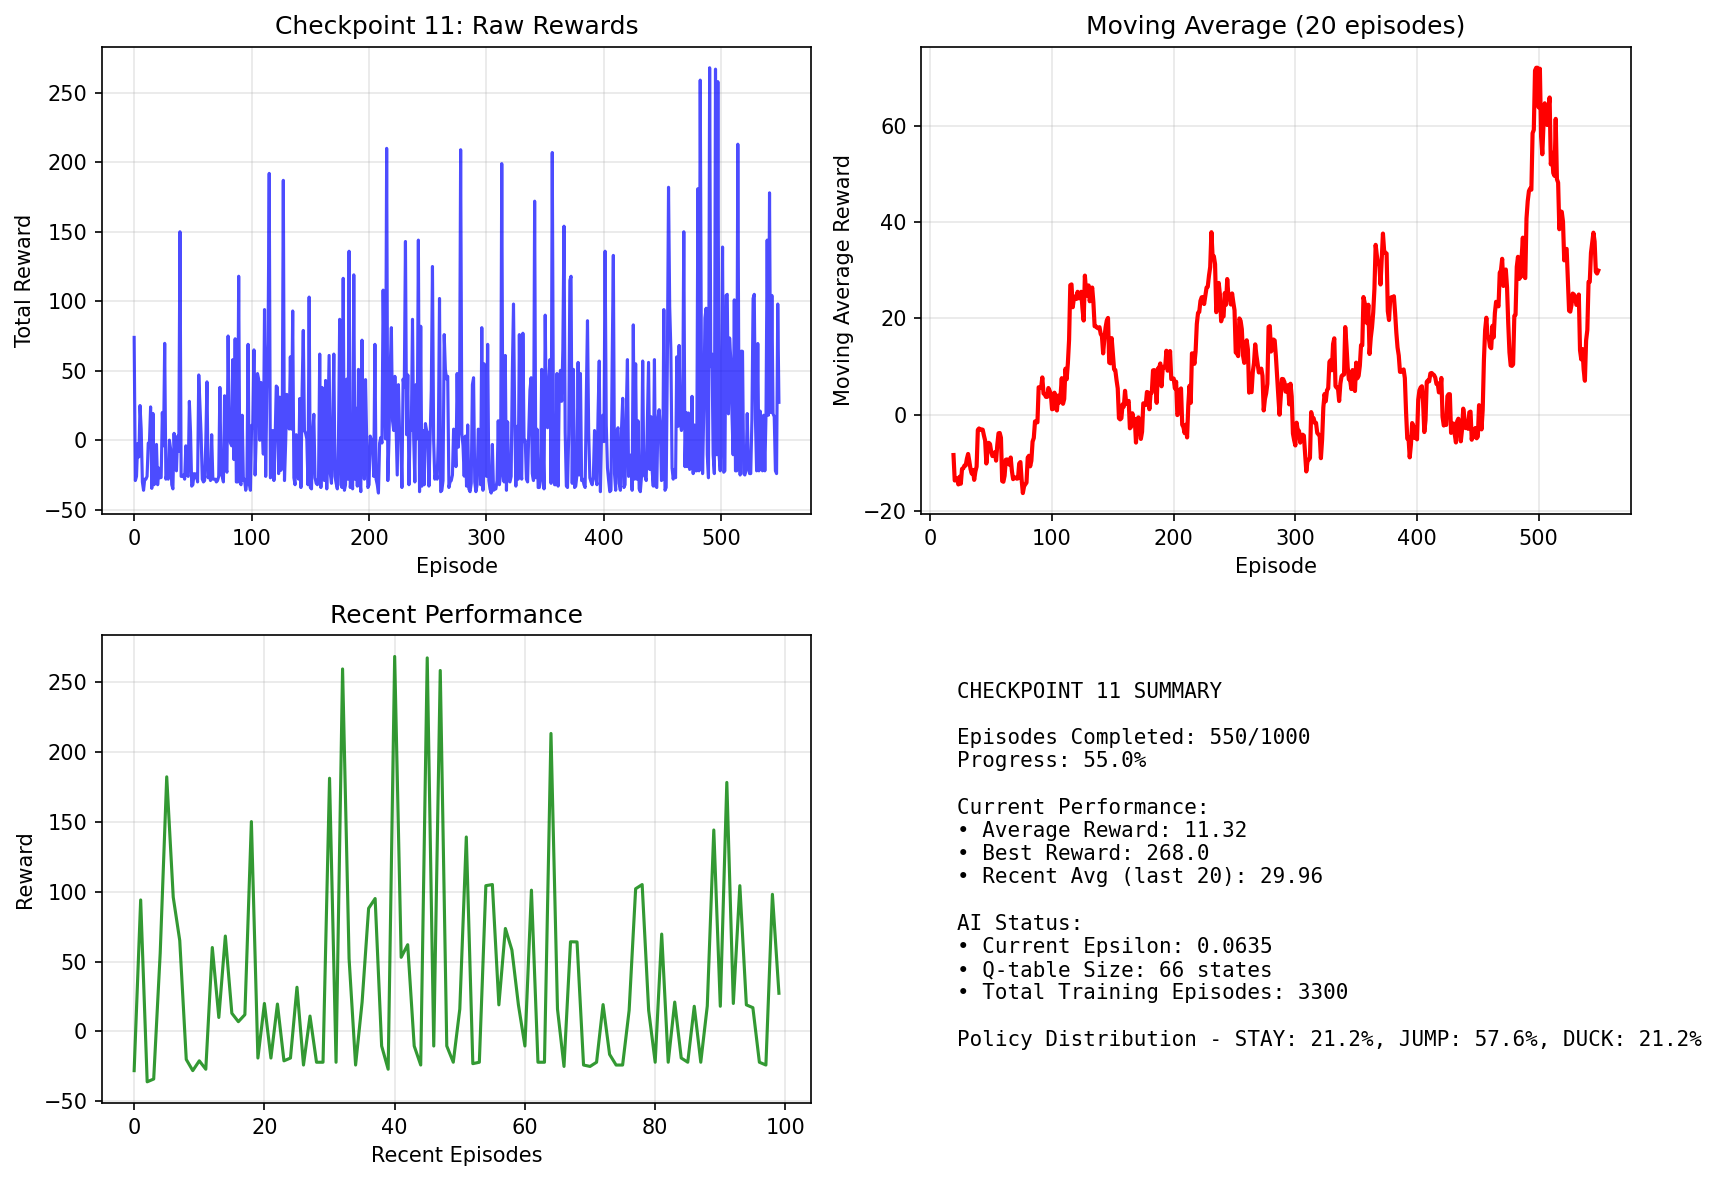 Checkpoint 11: Raw Rewards
Total Reward
250
200
150
100
50
0
−50
0 100 200 300 400 500
Episode
Moving Average (20 episodes)
Moving Average Reward
60
40
20
0
−20
0 100 200 300 400 500
Episode
Recent Performance
Reward
250
200
150
100
50
0
−50
0 20 40 60 80 100
Recent Episodes
CHECKPOINT 11 SUMMARY
Episodes Completed: 550/1000
Progress: 55.0%
Current Performance:
• Average Reward: 11.32
• Best Reward: 268.0
• Recent Avg (last 20): 29.96
AI Status:
• Current Epsilon: 0.0635
• Q-table Size: 66 states
• Total Training Episodes: 3300
Policy Distribution - STAY: 21.2%, JUMP: 57.6%, DUCK: 21.2%